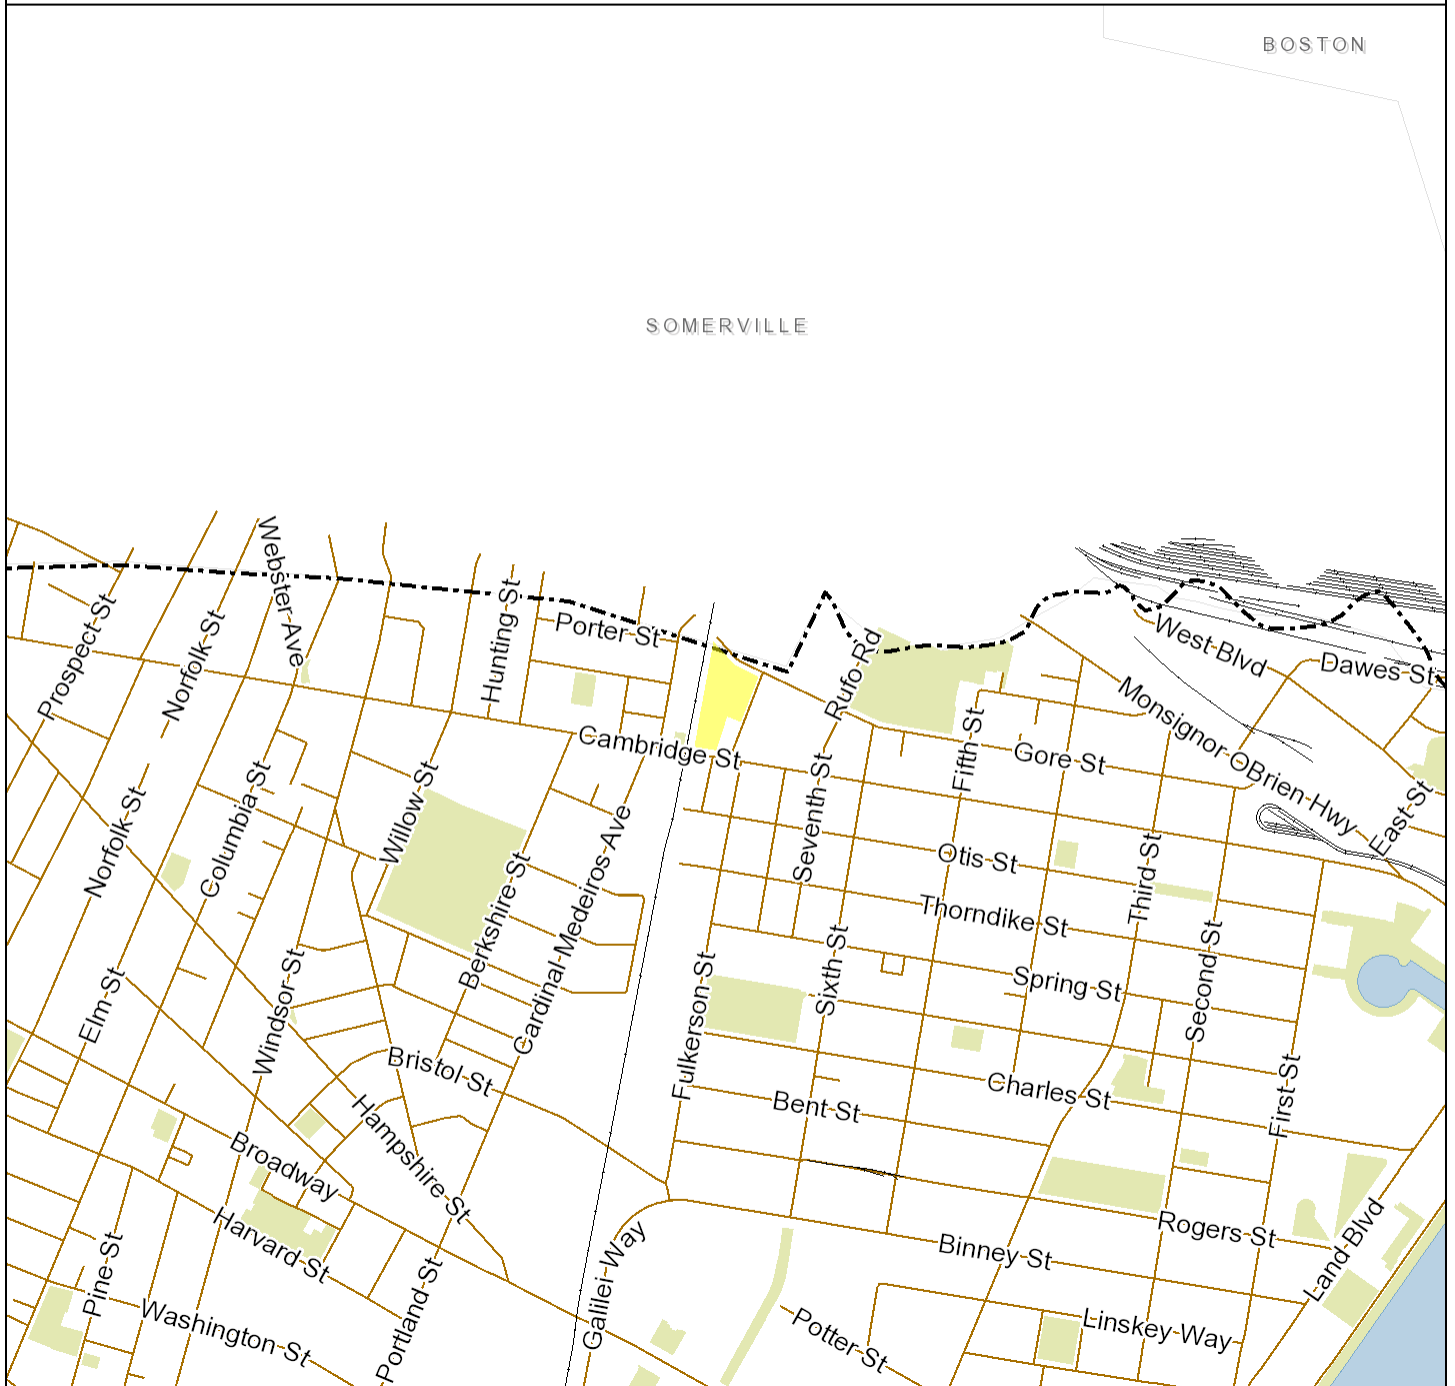 BOSTON
SOMERVILLE
Webster Ave
Prospect St
Norfolk St
Hunting St
Porter St
Rufo Rd
West Blvd
Dawes St
Monsignor OBrien Hwy
Cambridge St
Fifth St
Gore St
East St
Norfolk St
Columbia St
Willow St
Seventh St
Otis St
Third St
Cardinal Medeiros Ave
Berkshire St
Thorndike St
Elm St
Windsor St
Sixth St
Spring St
Second St
Fulkerson St
Bristol St
Charles St
Bent St
First St
Hampshire St
Broadway
Harvard St
Rogers St
Land Blvd
Pine St
Galilei Way
Binney St
Washington St
Portland St
Potter St
Linskey Way